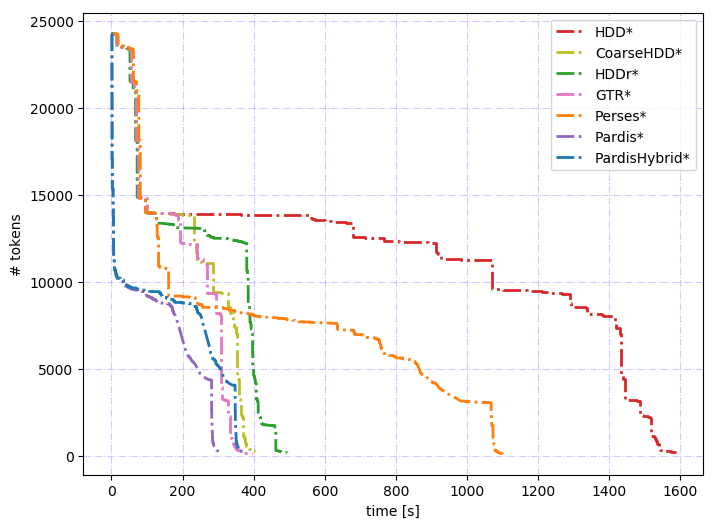 25000
20000
15000
10000
5000
0
# tokens
0 200 400 600 800 1000 1200 1400 1600
time [s]
HDD*
CoarseHDD*
HDDr*
GTR*
Perses*
Pardis*
PardisHybrid*